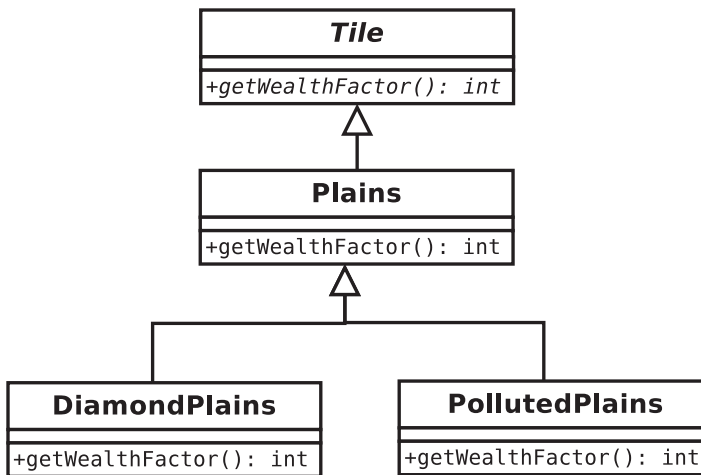 Tile
+getWealthFactor(): int
Plains
+getWealthFactor(): int
DiamondPlains
PollutedPlains
+getWealthFactor(): int
+getWealthFactor(): int